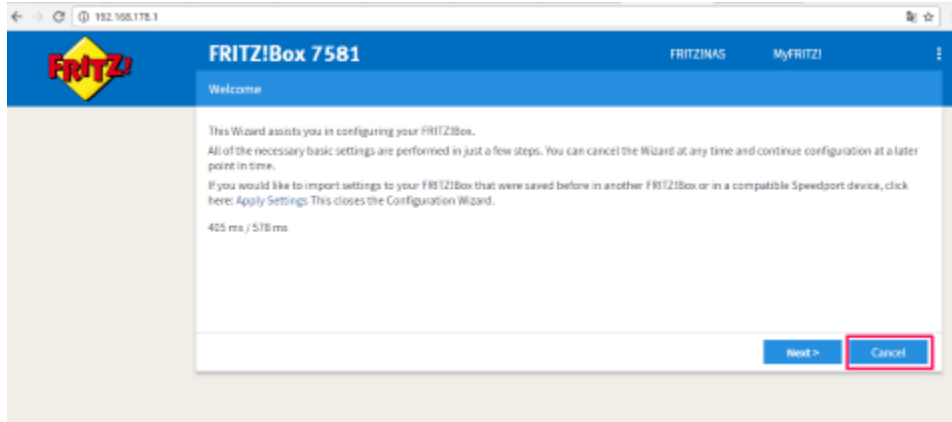 192.168.178.1
FRITZ!
FRITZ!Box 7581
FRITZ!NAS
MyFRITZ!
Welcome
This Wizard assists you in configuring your FRITZ!Box.
All of the necessary basic settings are performed in just a few steps. You can cancel the Wizard at any time and continue configuration at a later
point in time.
If you would like to import settings to your FRITZ!Box that were saved before in another FRITZ!Box or in a compatible Speedport device, click
here: Apply Settings This closes the Configuration Wizard.
405 ms / 578 ms
Next >
Cancel